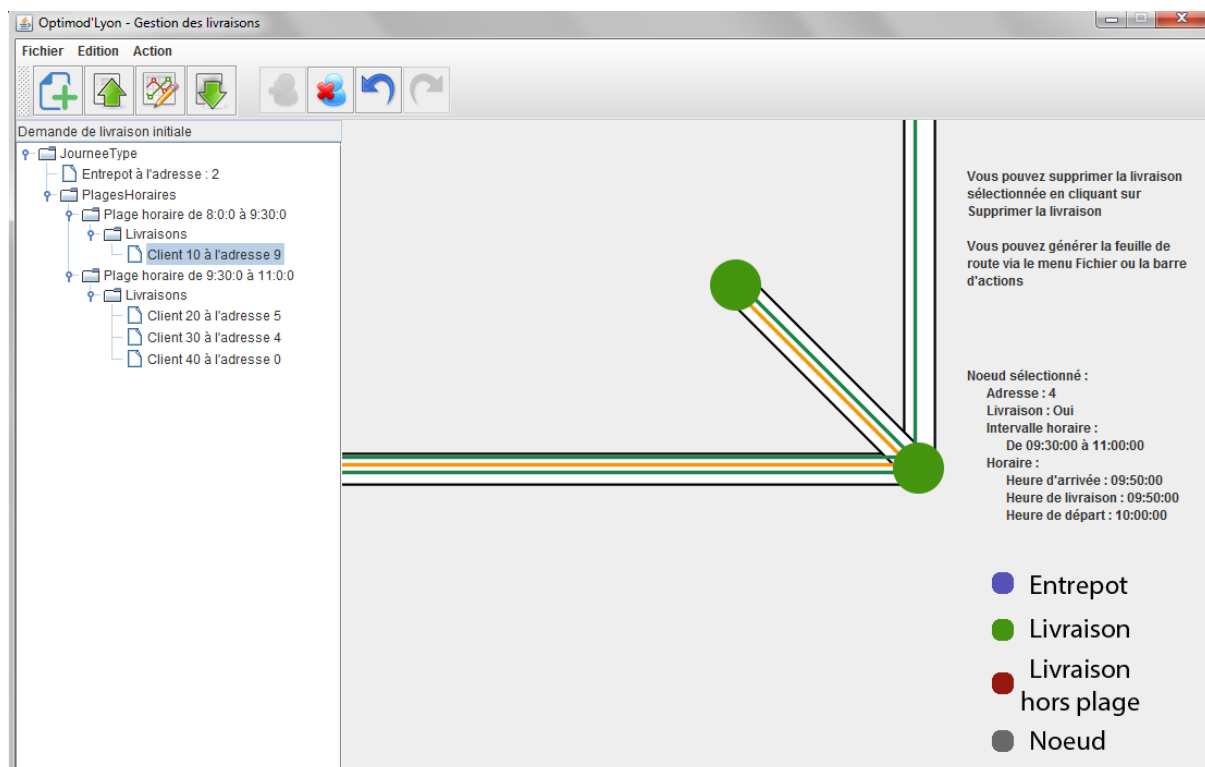 Optimod'Lyon - Gestion des livraisons
Fichier Edition Action
Demande de livraison initiale
JourneeType
Entrepot à l'adresse : 2
PlagesHoraires
Plage horaire de 8:0:0 à 9:30:0
Livraisons
Client 10 à l'adresse 9
Plage horaire de 9:30:0 à 11:0:0
Livraisons
Client 20 à l'adresse 5
Client 30 à l'adresse 4
Client 40 à l'adresse 0
Vous pouvez supprimer la livraison
sélectionnée en cliquant sur
Supprimer la livraison
Vous pouvez générer la feuille de
route via le menu Fichier ou la barre
d'actions
Noeud sélectionné :
Adresse : 4
Livraison : Oui
Intervalle horaire :
De 09:30:00 à 11:00:00
Horaire :
Heure d'arrivée : 09:50:00
Heure de livraison : 09:50:00
Heure de départ : 10:00:00
Entrepot
Livraison
Livraison
hors plage
Noeud